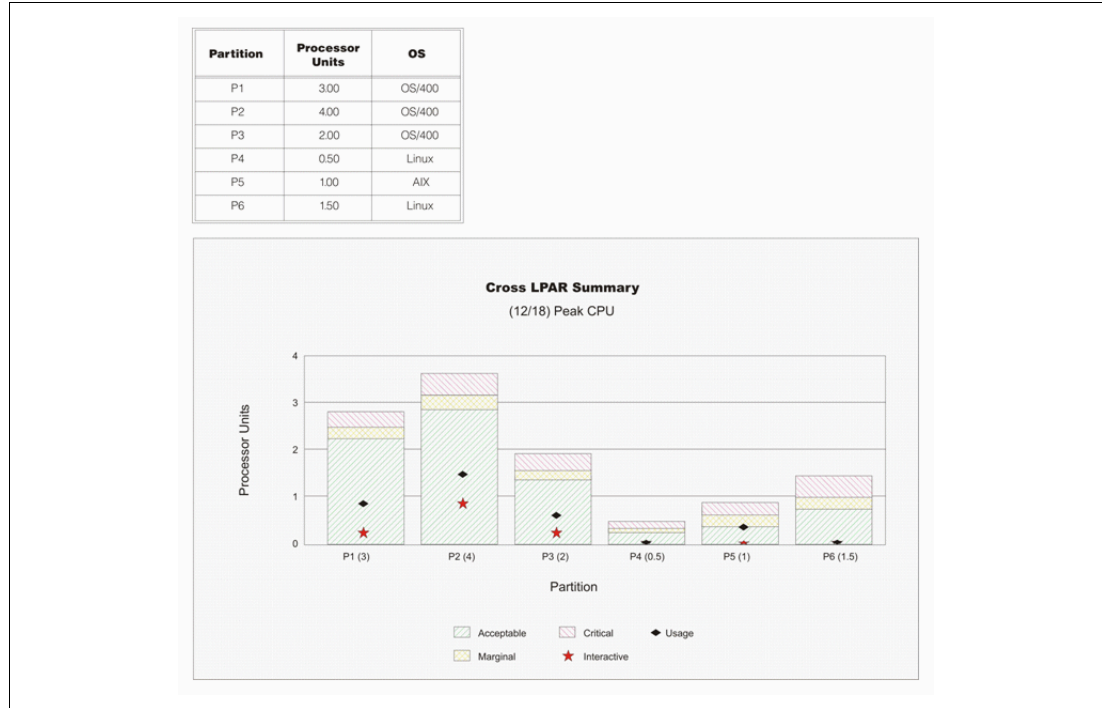 Partition Processor Units OS
P1 3.00 OS/400
P2 4.00 OS/400
P3 2.00 OS/400
P4 0.50 Linux
P5 1.00 AIX
P6 1.50 Linux
Cross LPAR Summary
(12/18) Peak CPU
4
3
2
1
0
Processor Units
P1 (3) P2 (4) P3 (2) P4 (0.5) P5 (1) P6 (1.5)
Partition
Acceptable Critical Usage
Marginal Interactive